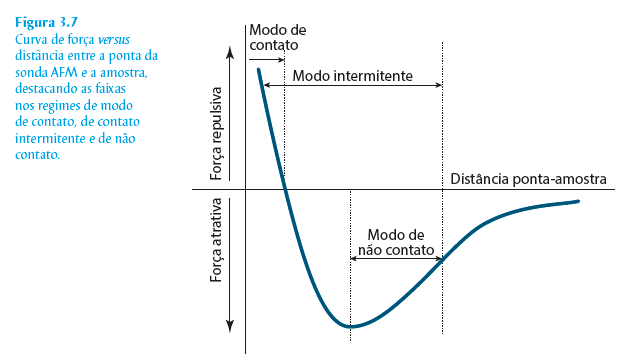 Figura 3.7
Curva de força versus
distância entre a ponta da
sonda AFM e a amostra,
destacando as faixas
nos regimes de modo
de contato, de contato
intermitente e de não
contato.
Modo de
contato
Modo intermitente
Força repulsiva
Distância ponta-amostra
Força atrativa
Modo de
não contato